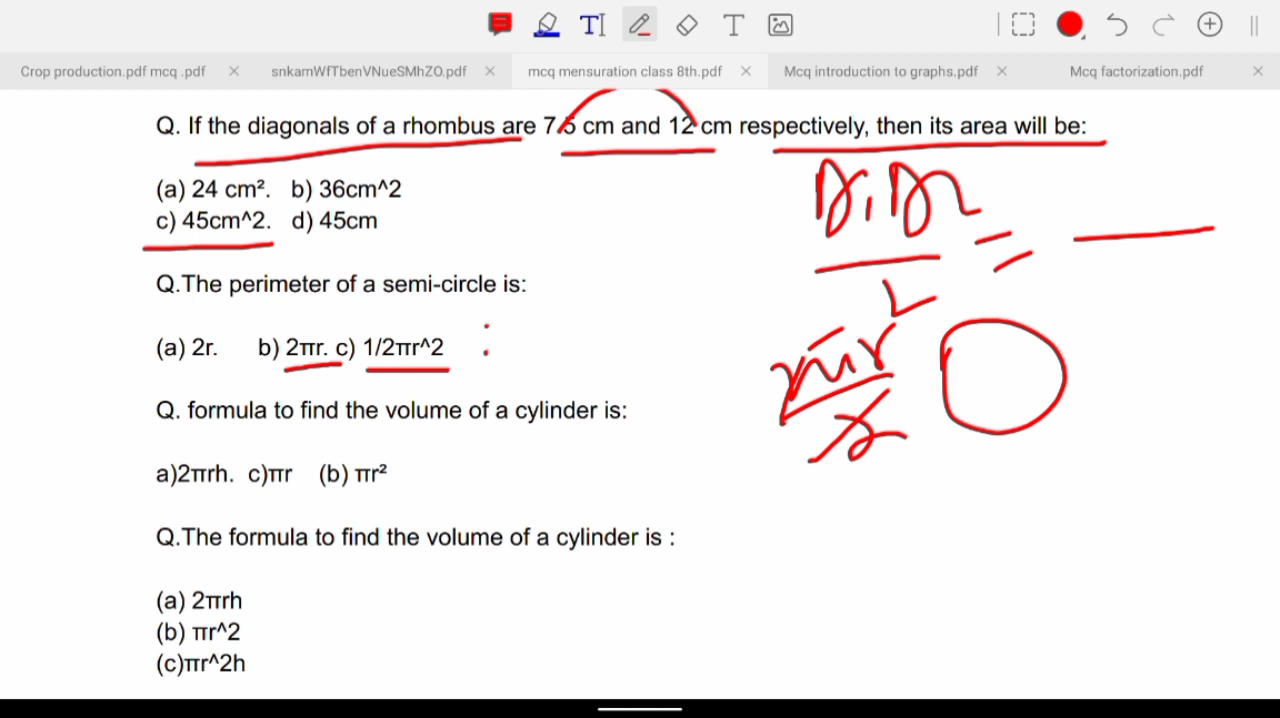 Crop production.pdf mcq .pdf
snkamWfTbenVNueSMhZO.pdf
mcq mensuration class 8th.pdf
Mcq introduction to graphs.pdf
Mcq factorization.pdf
Q. If the diagonals of a rhombus are 7.5 cm and 12 cm respectively, then its area will be:
(a) 24 cm². b) 36cm^2
c) 45cm^2. d) 45cm
D₁D₂
2
=
Q.The perimeter of a semi-circle is:
(a) 2r. b) 2πr. c) 1/2πr^2 :
2πr
2
Q. formula to find the volume of a cylinder is:
a)2πrh. c)πr (b) πr²
Q.The formula to find the volume of a cylinder is :
(a) 2πrh
(b) πr^2
(c)πr^2h